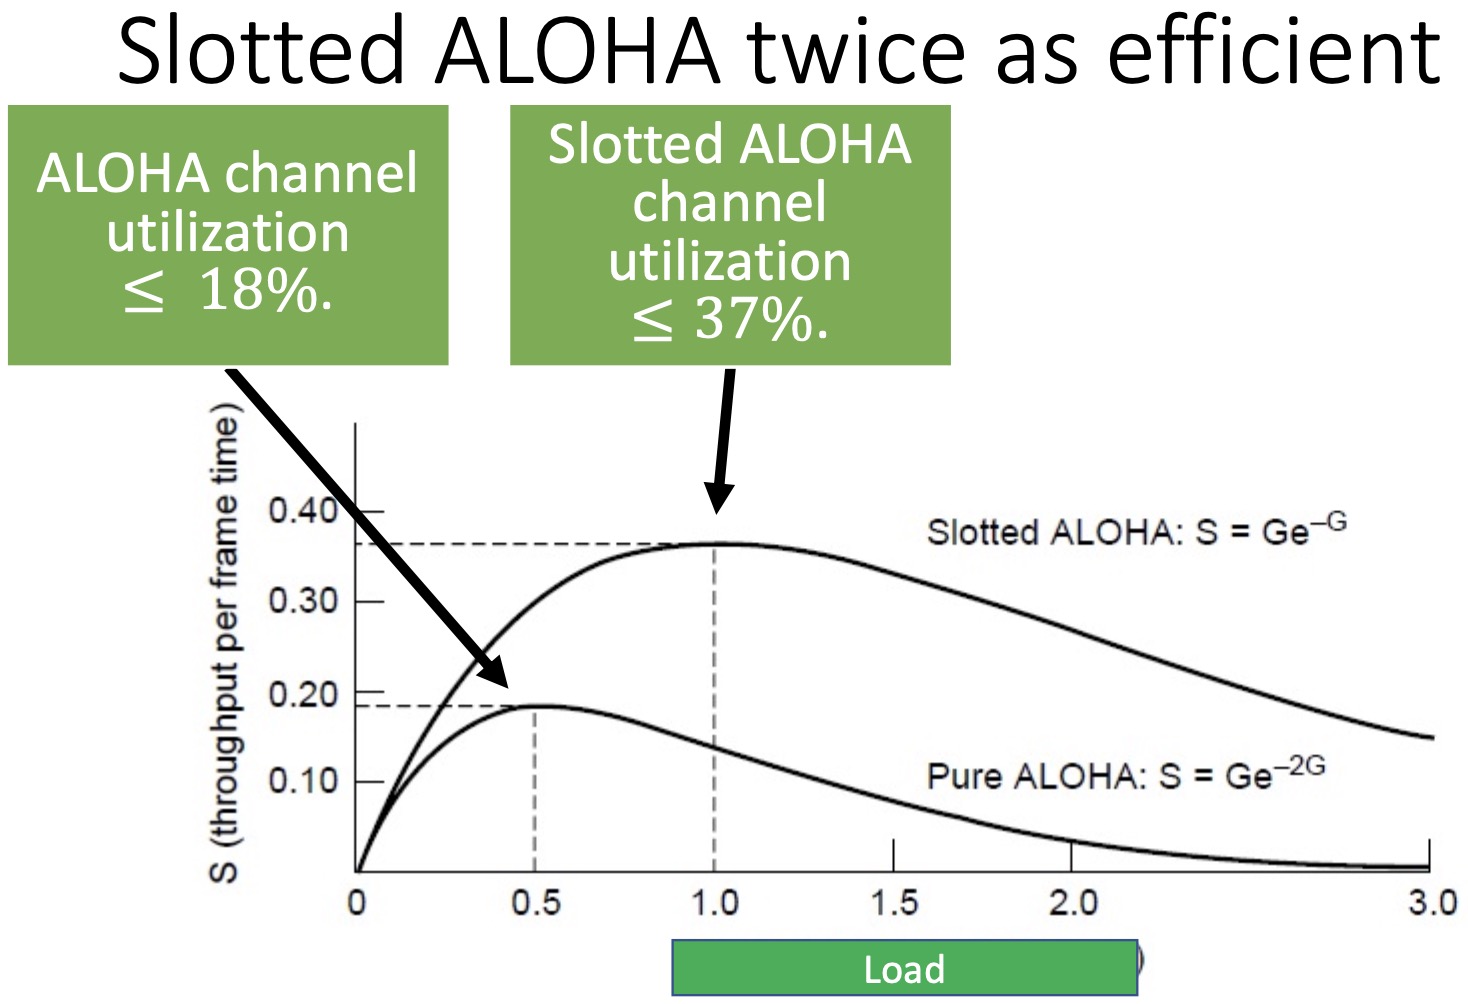 Slotted ALOHA twice as efficient
ALOHA channel
utilization
≤ 18%.
Slotted ALOHA
channel
utilization
≤ 37%.
S (throughput per frame time)
0.40
0.30
0.20
0.10
Slotted ALOHA: S = Ge⁻ᴳ
Pure ALOHA: S = Ge⁻²ᴳ
0 0.5 1.0 1.5 2.0 3.0
Load
)